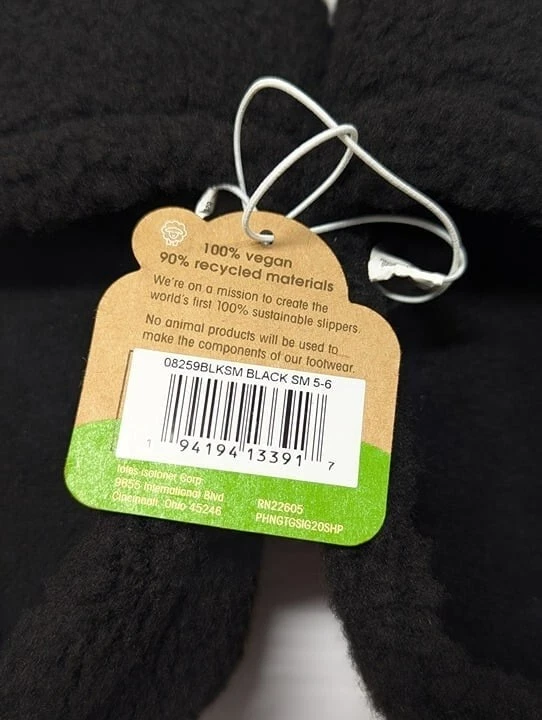 100% vegan
90% recycled materials
We're on a mission to create the
world's first 100% sustainable slippers.
No animal products will be used to
make the components of our footwear.
08259BLKSM BLACK SM 5-6
1 94194 13391 7
totes Isotoner Corp
9655 International Blvd
Cincinnati, Ohio 45246
RN22605
PHNGTGSIG20SHP